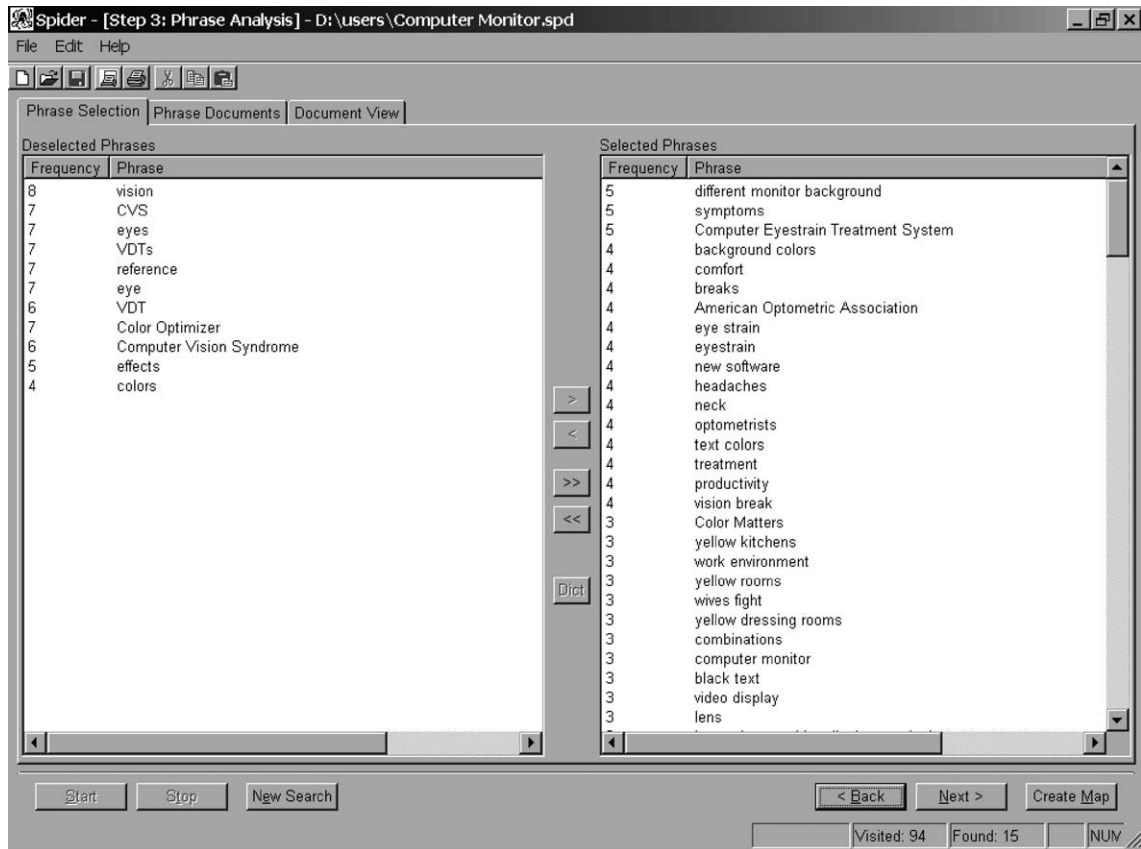 Spider - [Step 3: Phrase Analysis] - D:\users\Computer Monitor.spd
File Edit Help
Phrase Selection Phrase Documents Document View
Deselected Phrases
Frequency Phrase
8 vision
7 CVS
7 eyes
7 VDTs
7 reference
7 eye
6 VDT
7 Color Optimizer
6 Computer Vision Syndrome
5 effects
4 colors
>
<
>>
<<
Dict
Selected Phrases
Frequency Phrase
5 different monitor background
5 symptoms
5 Computer Eyestrain Treatment System
4 background colors
4 comfort
4 breaks
4 American Optometric Association
4 eye strain
4 eyestrain
4 new software
4 headaches
4 neck
4 optometrists
4 text colors
4 treatment
4 productivity
4 vision break
3 Color Matters
3 yellow kitchens
3 work environment
3 yellow rooms
3 wives fight
3 yellow dressing rooms
3 combinations
3 computer monitor
3 black text
3 video display
3 lens
Start Stop New Search < Back Next > Create Map
Visited: 94 Found: 15 NUM